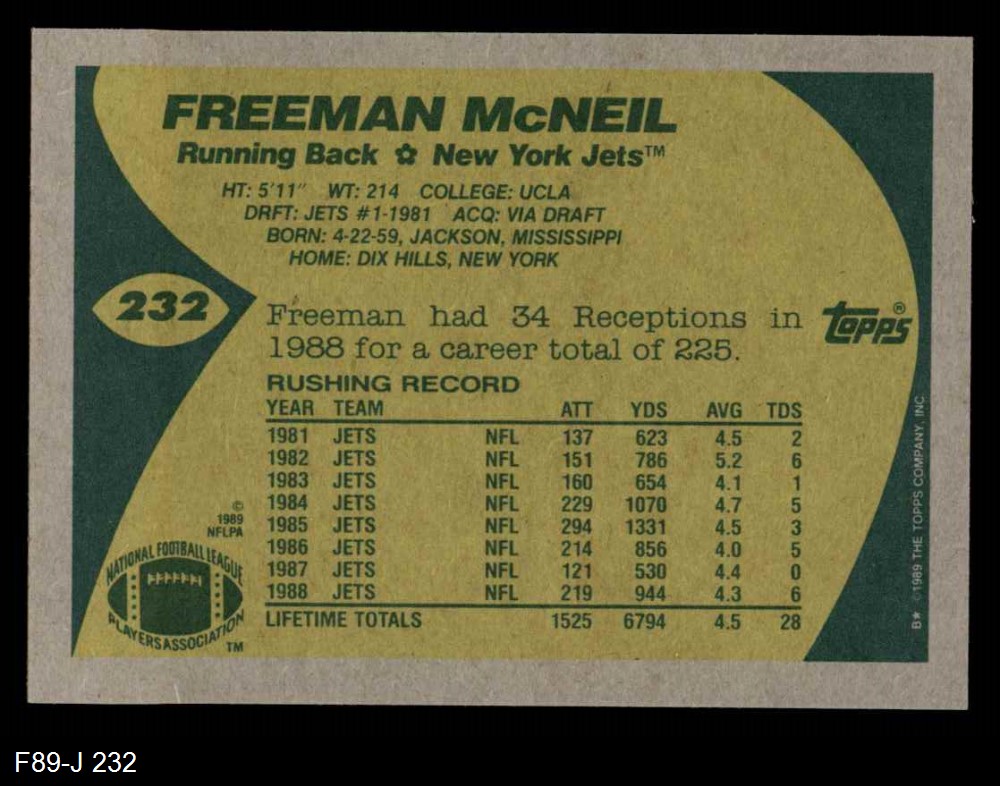 FREEMAN McNEIL
Running Back ✿ New York Jets™
HT: 5'11" WT: 214 COLLEGE: UCLA
DRFT: JETS #1-1981 ACQ: VIA DRAFT
BORN: 4-22-59, JACKSON, MISSISSIPPI
HOME: DIX HILLS, NEW YORK
232
Freeman had 34 Receptions in
1988 for a career total of 225.
topps®
RUSHING RECORD
YEAR TEAM ATT YDS AVG TDS
1981 JETS NFL 137 623 4.5 2
1982 JETS NFL 151 786 5.2 6
1983 JETS NFL 160 654 4.1 1
1984 JETS NFL 229 1070 4.7 5
1985 JETS NFL 294 1331 4.5 3
1986 JETS NFL 214 856 4.0 5
1987 JETS NFL 121 530 4.4 0
1988 JETS NFL 219 944 4.3 6
LIFETIME TOTALS 1525 6794 4.5 28
©
1989
NFLPA
NATIONAL FOOTBALL LEAGUE
PLAYERS ASSOCIATION
TM
B★ ©1989 THE TOPPS COMPANY, INC.
F89-J 232